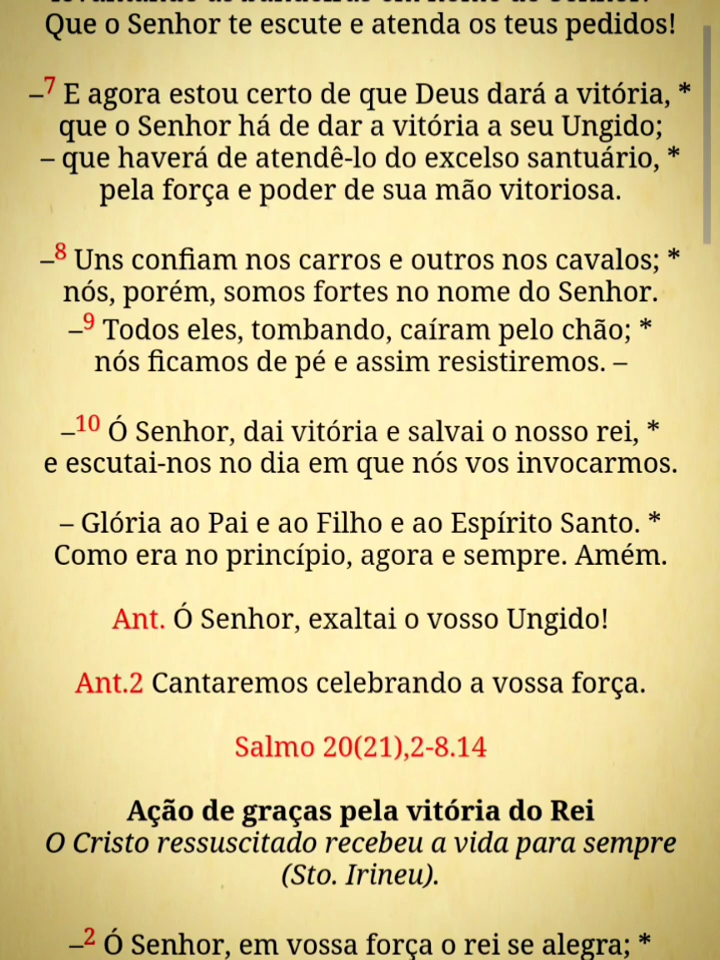 Que o Senhor te escute e atenda os teus pedidos!
–7 E agora estou certo de que Deus dará a vitória, *
que o Senhor há de dar a vitória a seu Ungido;
– que haverá de atendê-lo do excelso santuário, *
pela força e poder de sua mão vitoriosa.
–8 Uns confiam nos carros e outros nos cavalos; *
nós, porém, somos fortes no nome do Senhor.
–9 Todos eles, tombando, caíram pelo chão; *
nós ficamos de pé e assim resistiremos. –
–10 Ó Senhor, dai vitória e salvai o nosso rei, *
e escutai-nos no dia em que nós vos invocarmos.
– Glória ao Pai e ao Filho e ao Espírito Santo. *
Como era no princípio, agora e sempre. Amém.
Ant. Ó Senhor, exaltai o vosso Ungido!
Ant.2 Cantaremos celebrando a vossa força.
Salmo 20(21),2-8.14
Ação de graças pela vitória do Rei
O Cristo ressuscitado recebeu a vida para sempre
(Sto. Irineu).
–2 Ó Senhor, em vossa força o rei se alegra; *